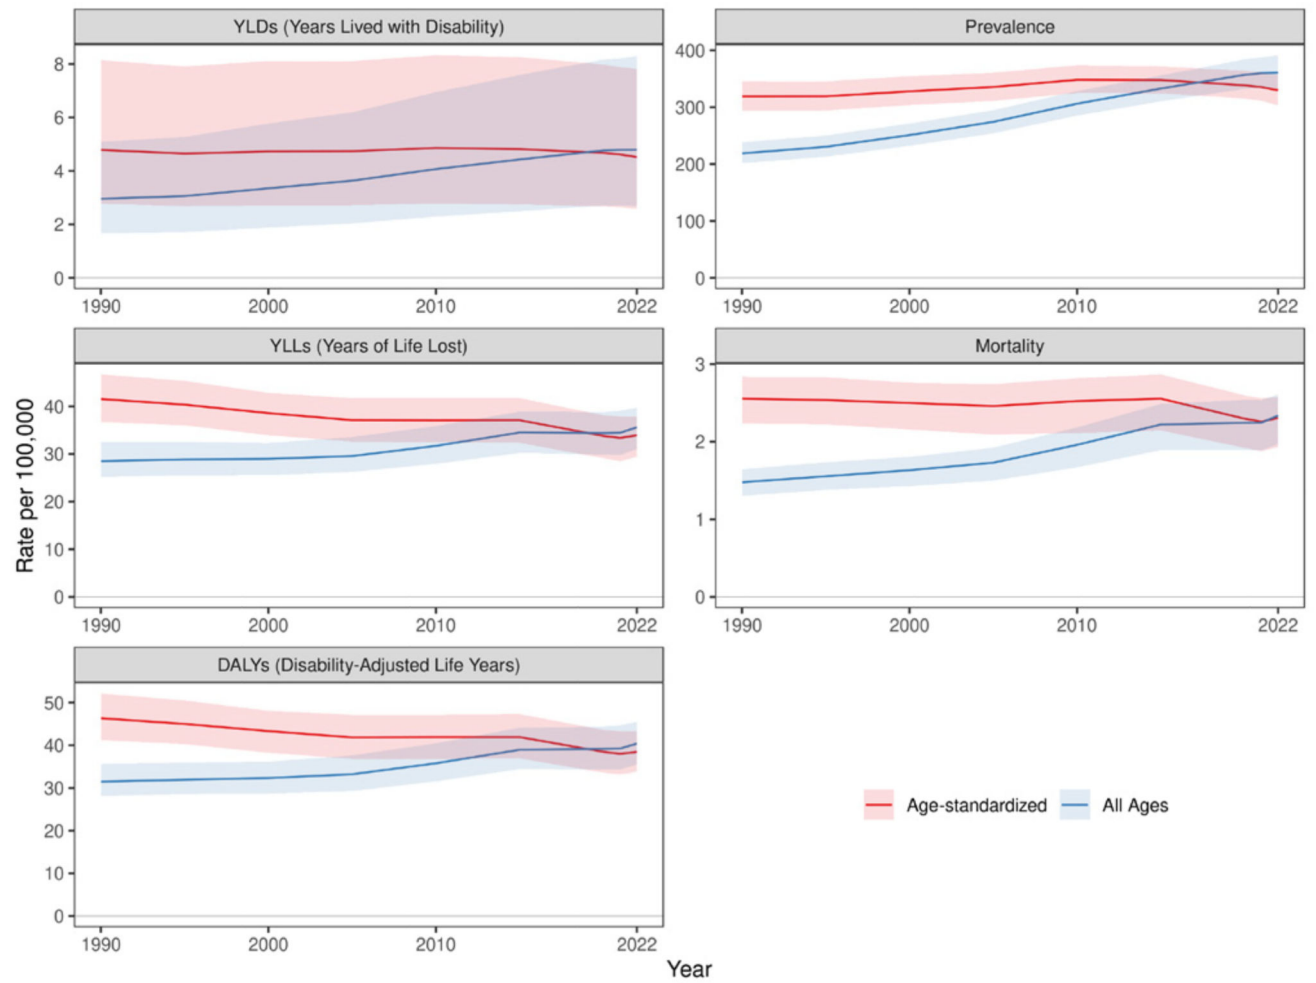 YLDs (Years Lived with Disability)
8
6
4
2
0
1990 2000 2010 2022
Prevalence
400
300
200
100
0
1990 2000 2010 2022
YLLs (Years of Life Lost)
40
30
20
10
0
1990 2000 2010 2022
Mortality
3
2
1
0
1990 2000 2010 2022
Rate per 100,000
DALYs (Disability-Adjusted Life Years)
50
40
30
20
10
0
1990 2000 2010 2022
Age-standardized All Ages
Year